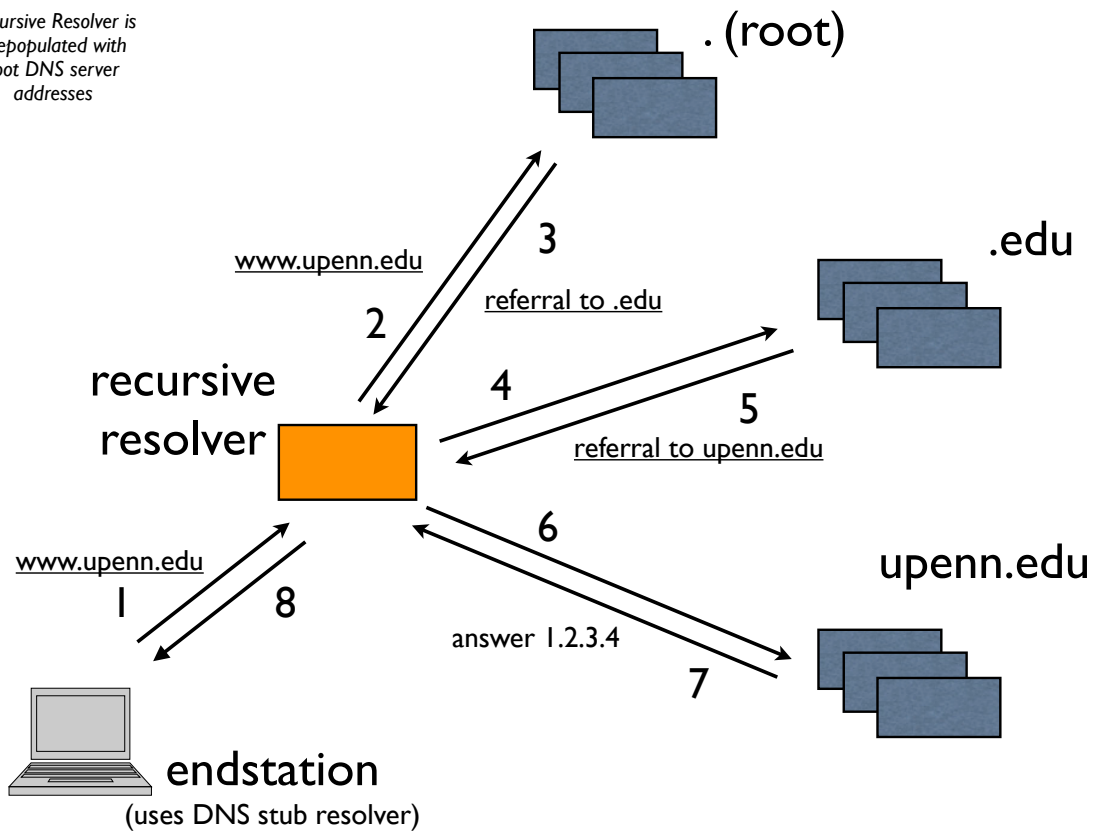 ursive Resolver is
epopulated with
oot DNS server
addresses
. (root)
.edu
www.upenn.edu
2
3
referral to .edu
recursive
resolver
4
5
referral to upenn.edu
www.upenn.edu
1
8
6
answer 1.2.3.4
7
upenn.edu
endstation
(uses DNS stub resolver)